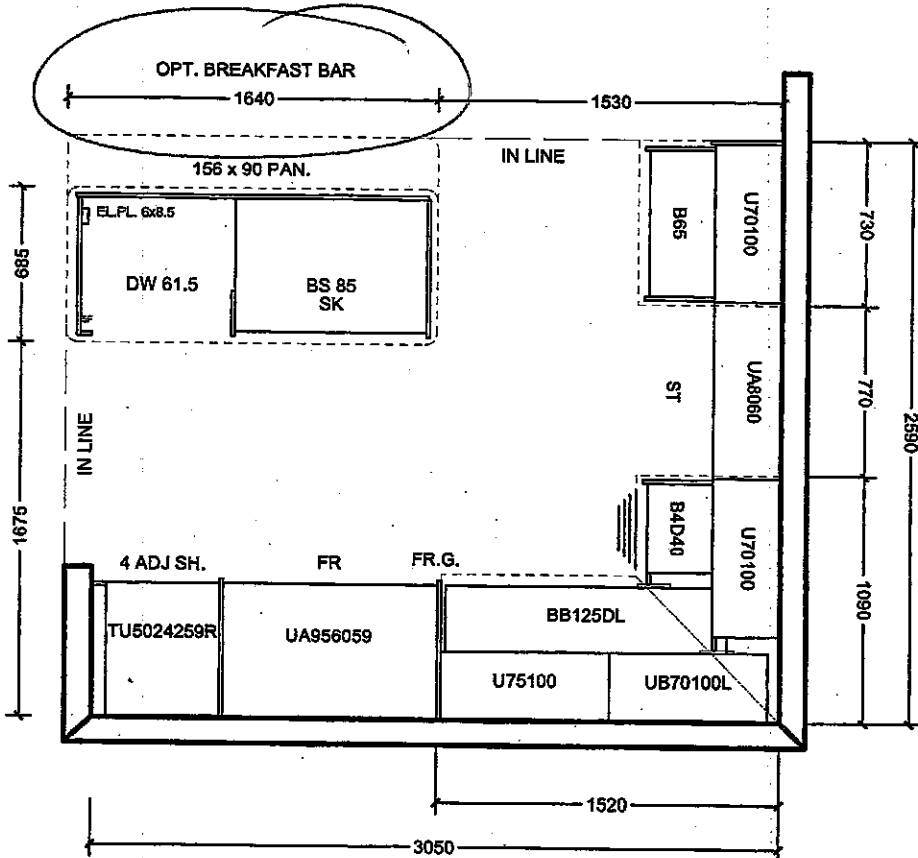 OPT. BREAKFAST BAR
1640
1530
IN LINE
156 x 90 PAN.
EL.PL. 6x8.5
DW 61.5
BS 85
SK
685
B65
U70100
730
UA8060
770
2590
ST
IN LINE
1675
B4D40
U70100
1090
4 ADJ SH.
FR
FR.G.
BB125DL
TU5024259R
UA956059
U75100
UB70100L
1520
3050